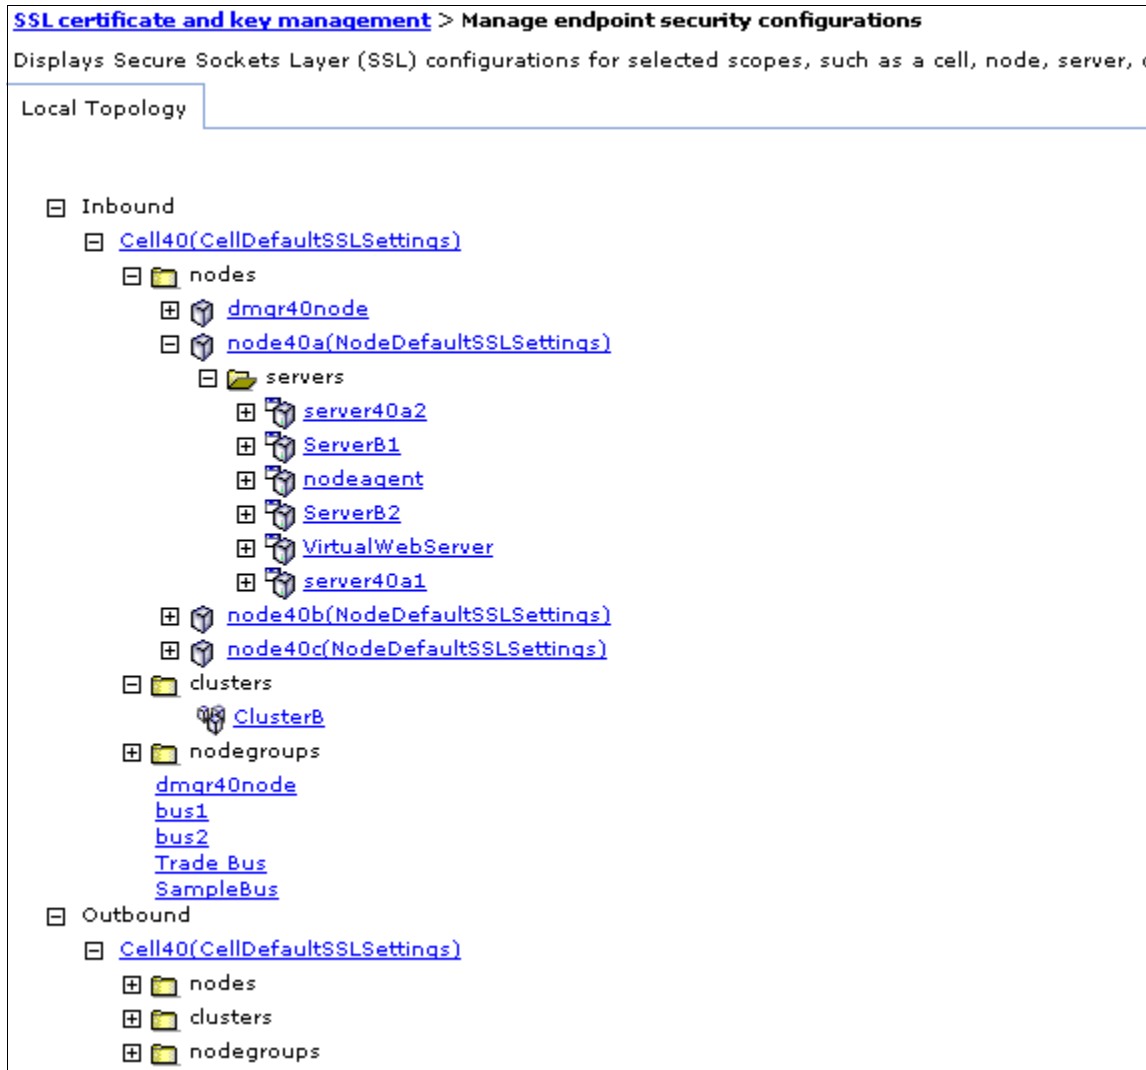 SSL certificate and key management > Manage endpoint security configurations
Displays Secure Sockets Layer (SSL) configurations for selected scopes, such as a cell, node, server,
Local Topology
Inbound
Cell40(CellDefaultSSLSettings)
nodes
dmgr40node
node40a(NodeDefaultSSLSettings)
servers
server40a2
ServerB1
nodeagent
ServerB2
VirtualWebServer
server40a1
node40b(NodeDefaultSSLSettings)
node40c(NodeDefaultSSLSettings)
clusters
ClusterB
nodegroups
dmgr40node
bus1
bus2
Trade Bus
SampleBus
Outbound
Cell40(CellDefaultSSLSettings)
nodes
clusters
nodegroups